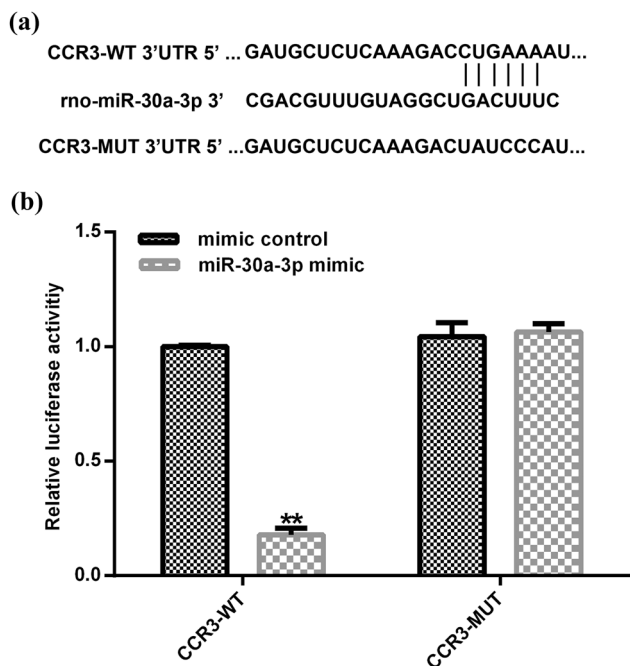 (a)
CCR3-WT 3'UTR 5' ... GAUGCUCUCAAAGACCUGAAAAU...
rno-miR-30a-3p 3' CGACGUUUGUAGGCUGACUUUC
CCR3-MUT 3'UTR 5' ...GAUGCUCUCAAAGACUAUCCCAU...
(b)
1.5
mimic control
miR-30a-3p mimic
1.0
0.5
0.0
Relative luciferase activitiy
**
CCR3-WT
CCR3-MUT